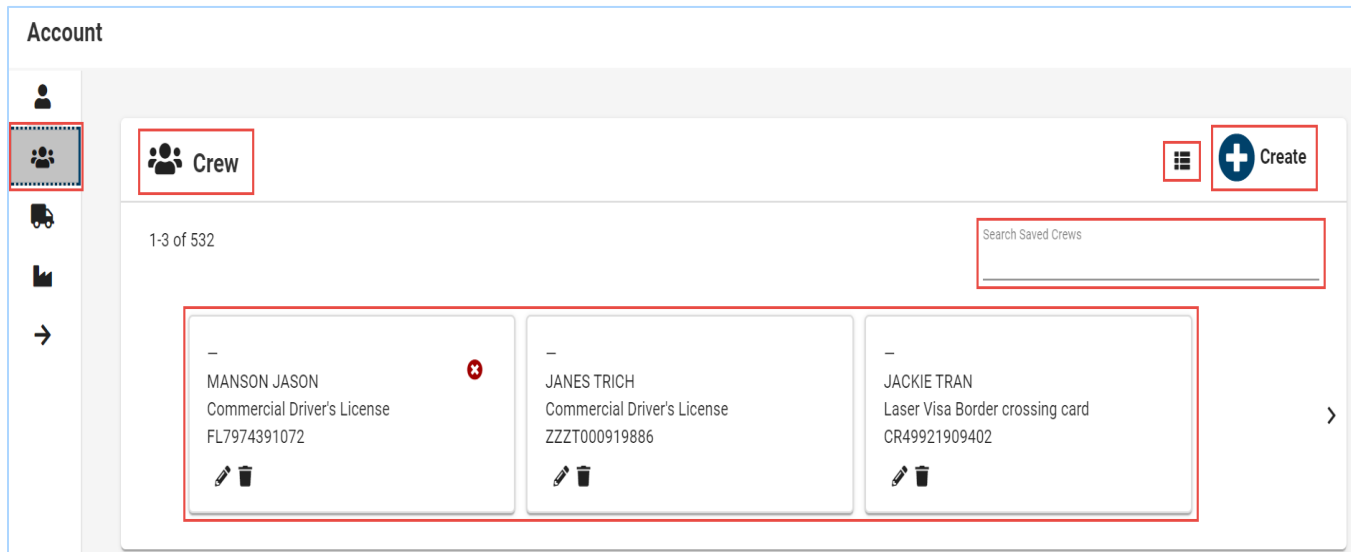 Account
Crew
Create
1-3 of 532
Search Saved Crews
–
MANSON JASON
Commercial Driver's License
FL7974391072
–
JANES TRICH
Commercial Driver's License
ZZZT000919886
–
JACKIE TRAN
Laser Visa Border crossing card
CR49921909402